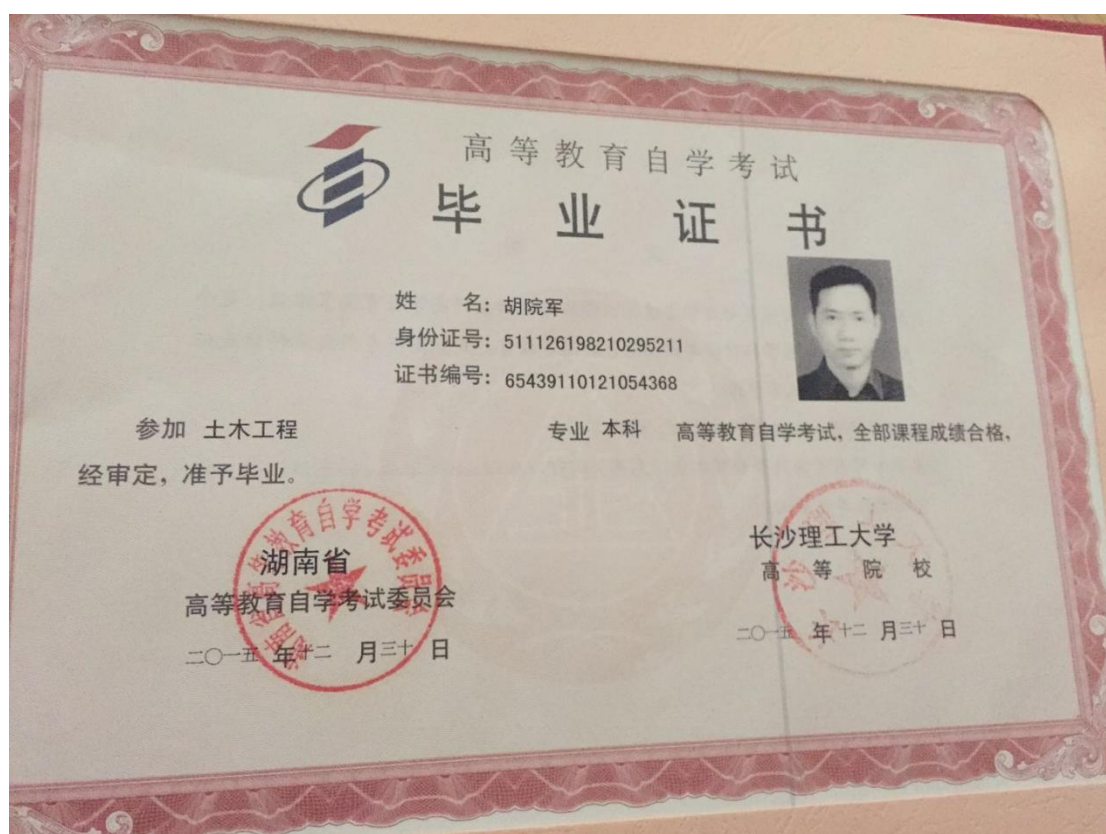 高等教育自学考试
毕业证书
姓 名：胡院军
身份证号：511126198210295211
证书编号：65439110121054368
参加 土木工程 专业 本科 高等教育自学考试，全部课程成绩合格，
经审定，准予毕业。
湖南省
高等教育自学考试委员会
二〇一五 年 十二 月 三十 日
长沙理工大学
高等院校
二〇一五 年 十二 月 三十 日